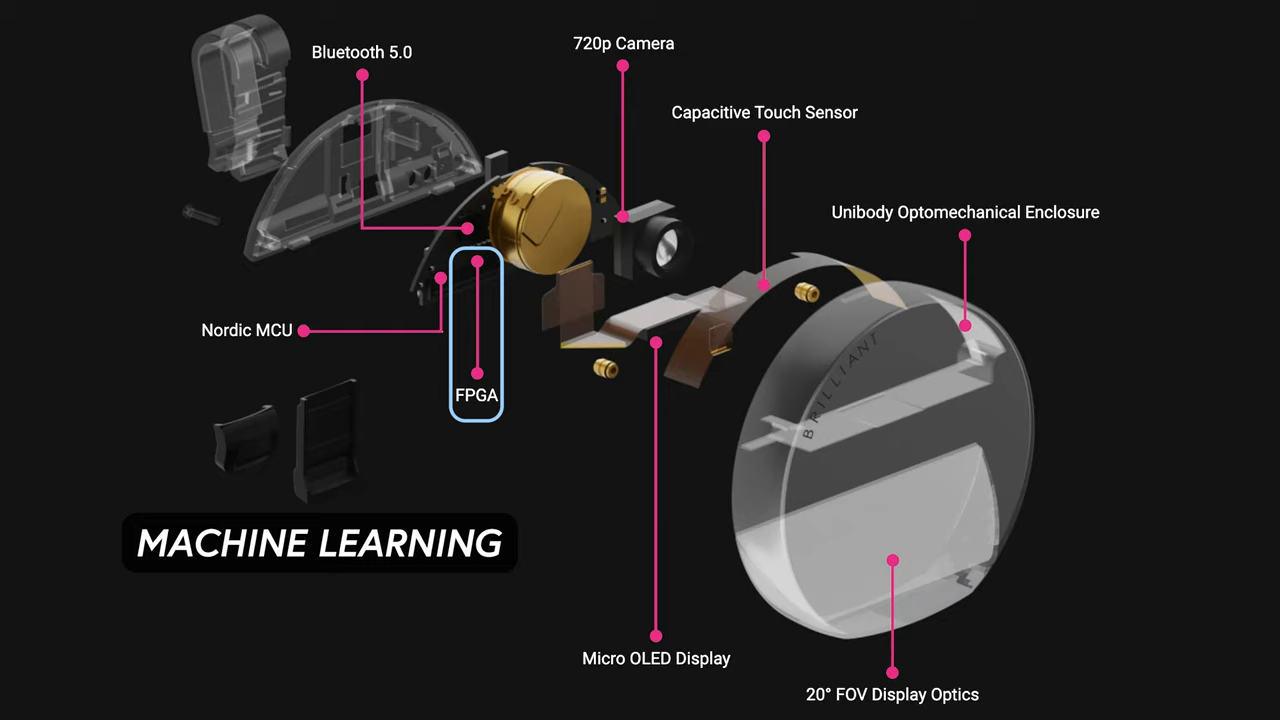 720p Camera
Bluetooth 5.0
Capacitive Touch Sensor
Unibody Optomechanical Enclosure
Nordic MCU
FPGA
BRILLIANT
MACHINE LEARNING
Micro OLED Display
20° FOV Display Optics